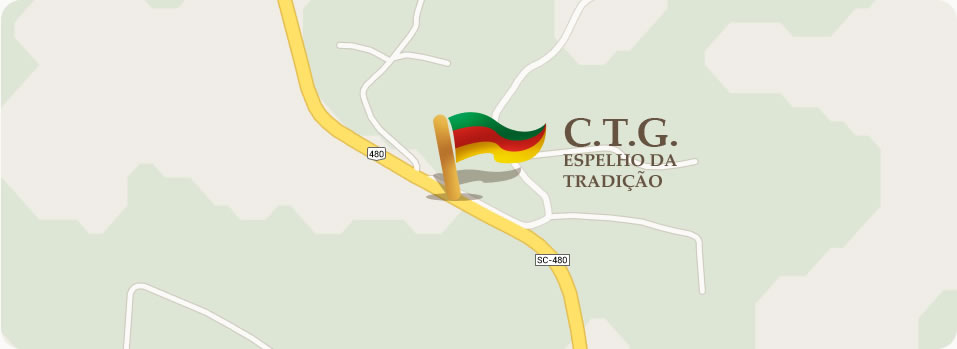 C.T.G.
480
ESPELHO DA
TRADIÇÃO
SC-480